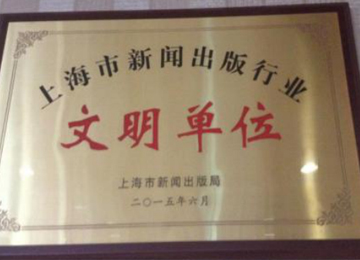 上海市新闻出版行业
文明单位
上海市新闻出版局
二〇一五年六月